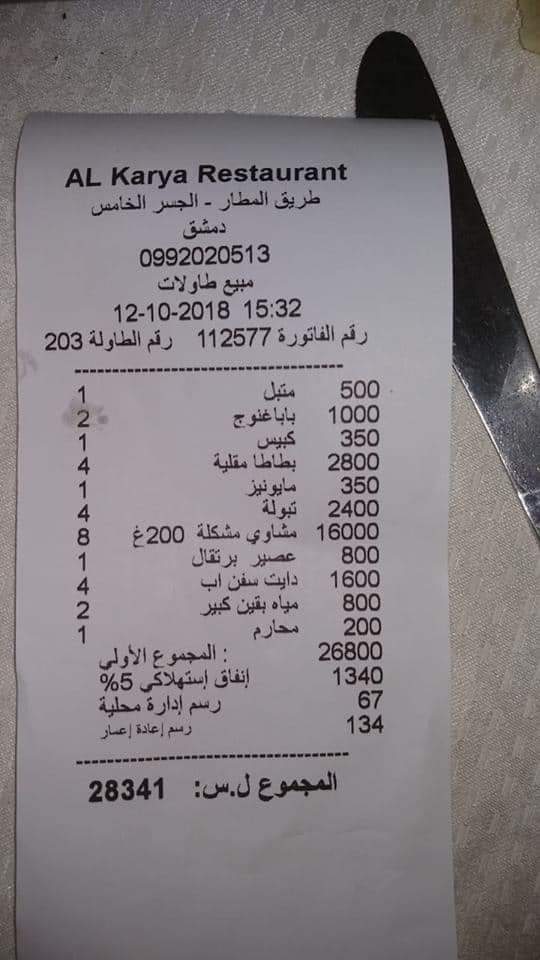 AL Karya Restaurant
طريق المطار - الجسر الخامس
دمشق
0992020513
مبيع طاولات
12-10-2018 15:32
رقم الفاتورة 112577 رقم الطاولة 203
500 متبل 1
1000 باباغنوج 2
350 كبيس 1
2800 بطاطا مقلية 4
350 مايونيز 1
2400 تبولة 4
16000 مشاوي مشكلة 200غ 8
800 عصير برتقال 1
1600 دايت سفن اب 4
800 مياه بقين كبير 2
200 محارم 1
26800 المجموع الأولي :
1340 إنفاق إستهلاكي 5%
67 رسم إدارة محلية
134 رسم إعادة إعمار
المجموع ل.س: 28341